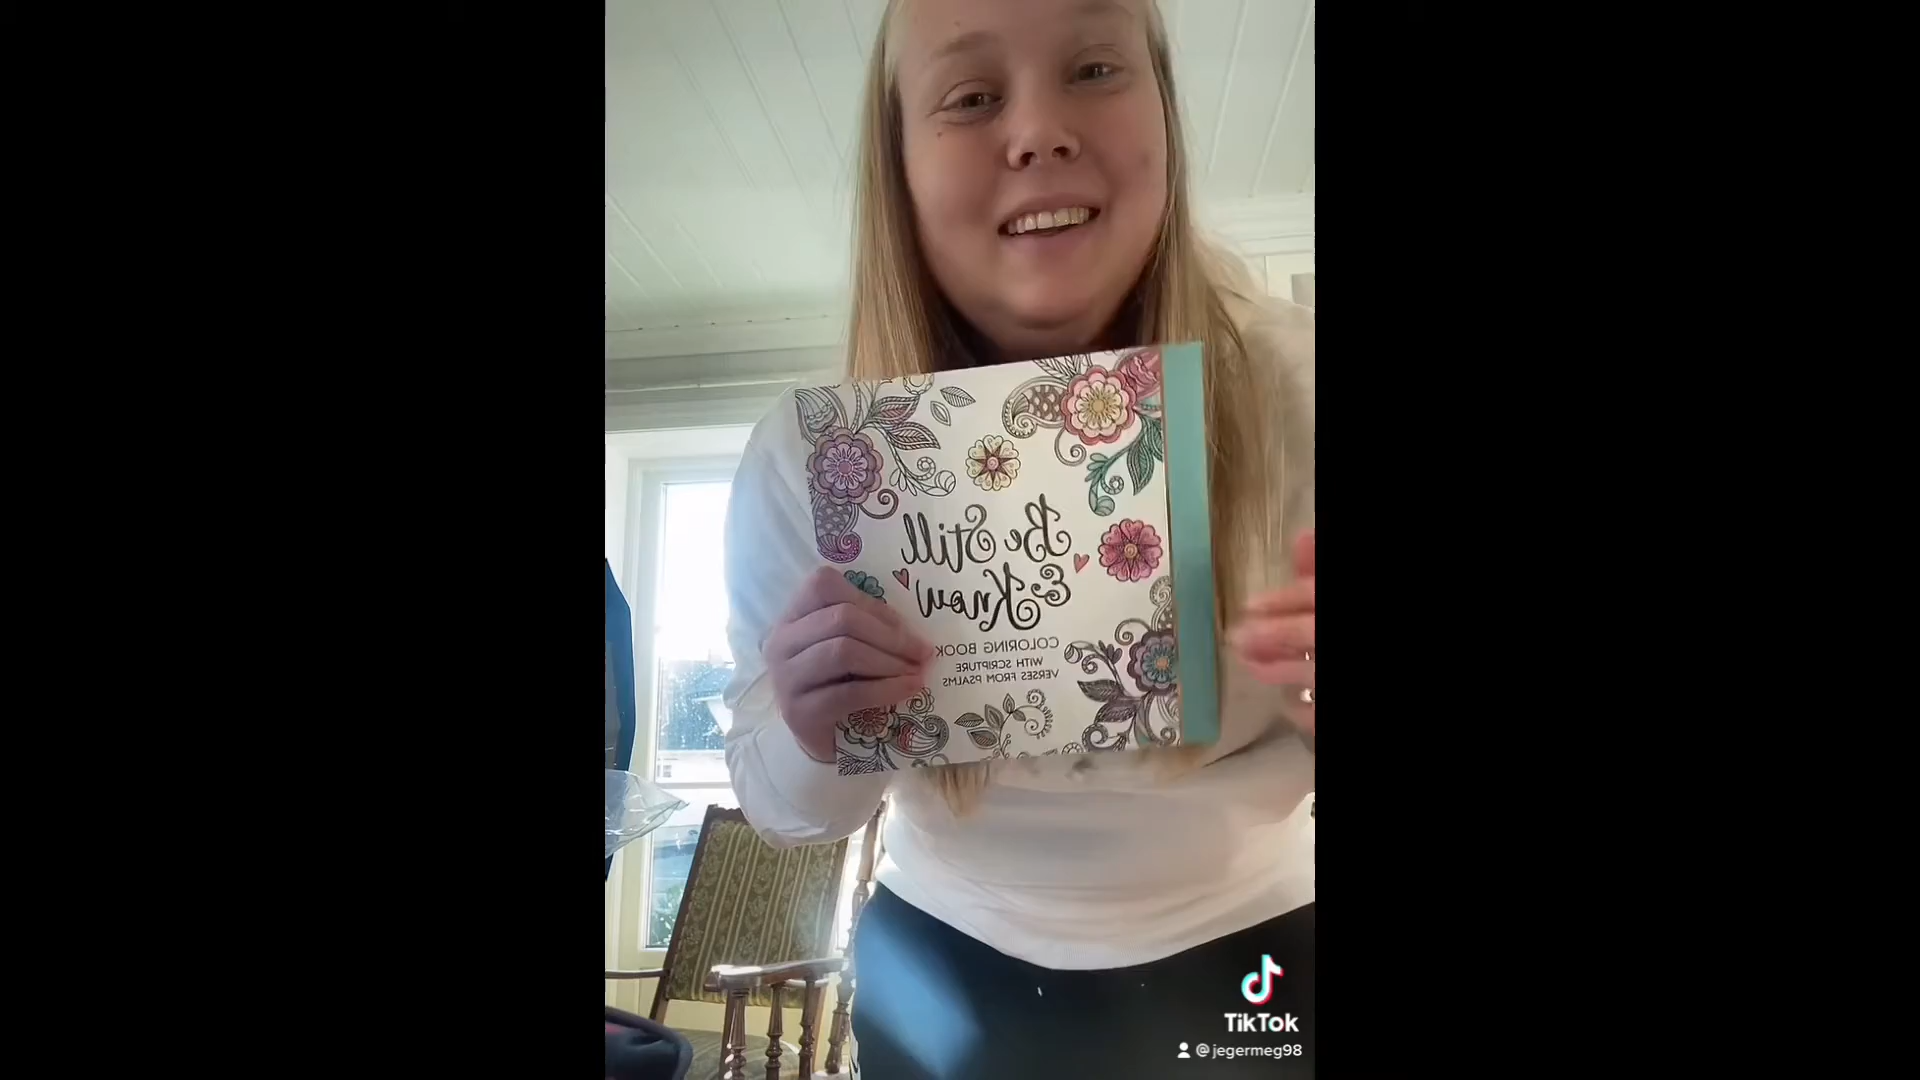 Be Still
& Know
COLORING BOOK
WITH SCRIPTURE
VERSES FROM PSALMS
TikTok
@jegermeg98